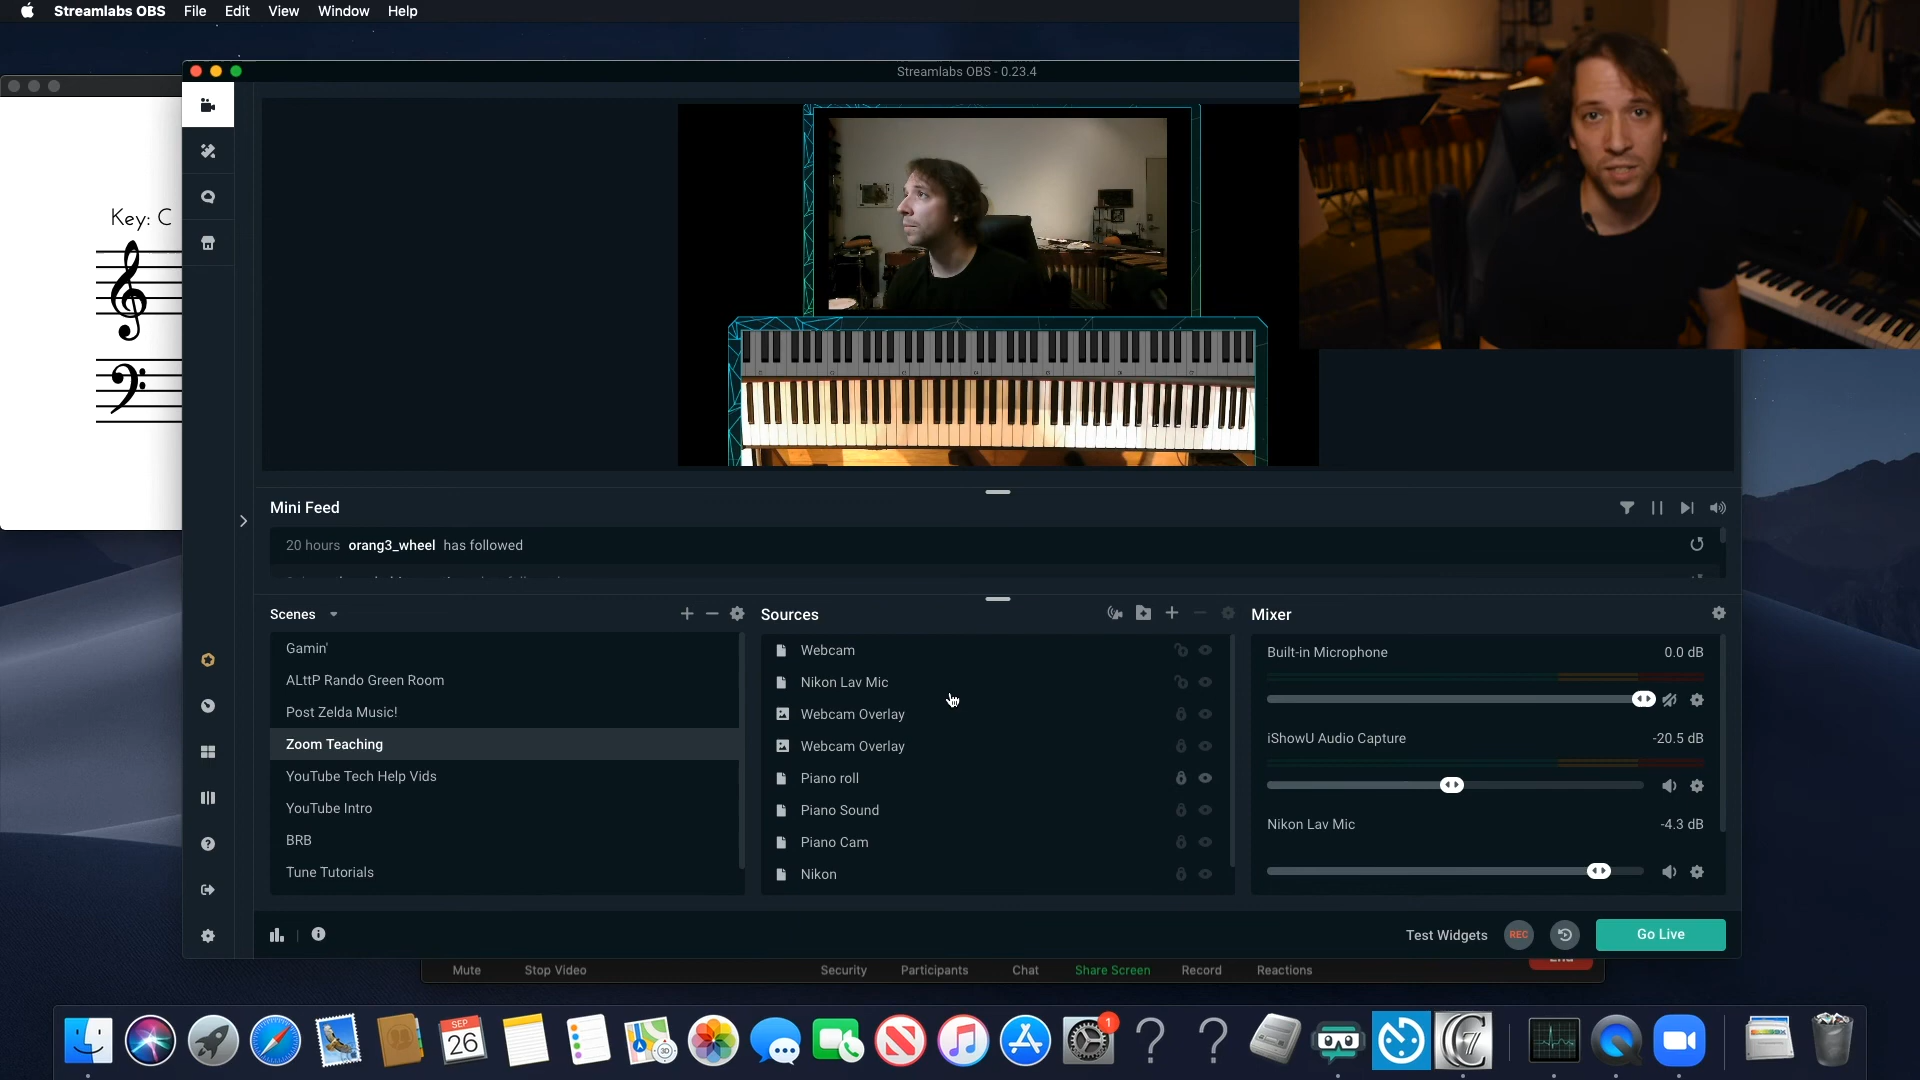 Streamlabs OBS File Edit View Window Help
Streamlabs OBS - 0.23.4
Key: C
Mini Feed
20 hours orang3_wheel has followed
Scenes
Gamin'
ALttP Rando Green Room
Post Zelda Music!
Zoom Teaching
YouTube Tech Help Vids
YouTube Intro
BRB
Tune Tutorials
Sources
Webcam
Nikon Lav Mic
Webcam Overlay
Webcam Overlay
Piano roll
Piano Sound
Piano Cam
Nikon
Mixer
Built-in Microphone 0.0 dB
iShowU Audio Capture -20.5 dB
Nikon Lav Mic -4.3 dB
Test Widgets REC Go Live
Mute Stop Video Security Participants Chat Share Screen Record Reactions End
SEP
26
3D
1
7